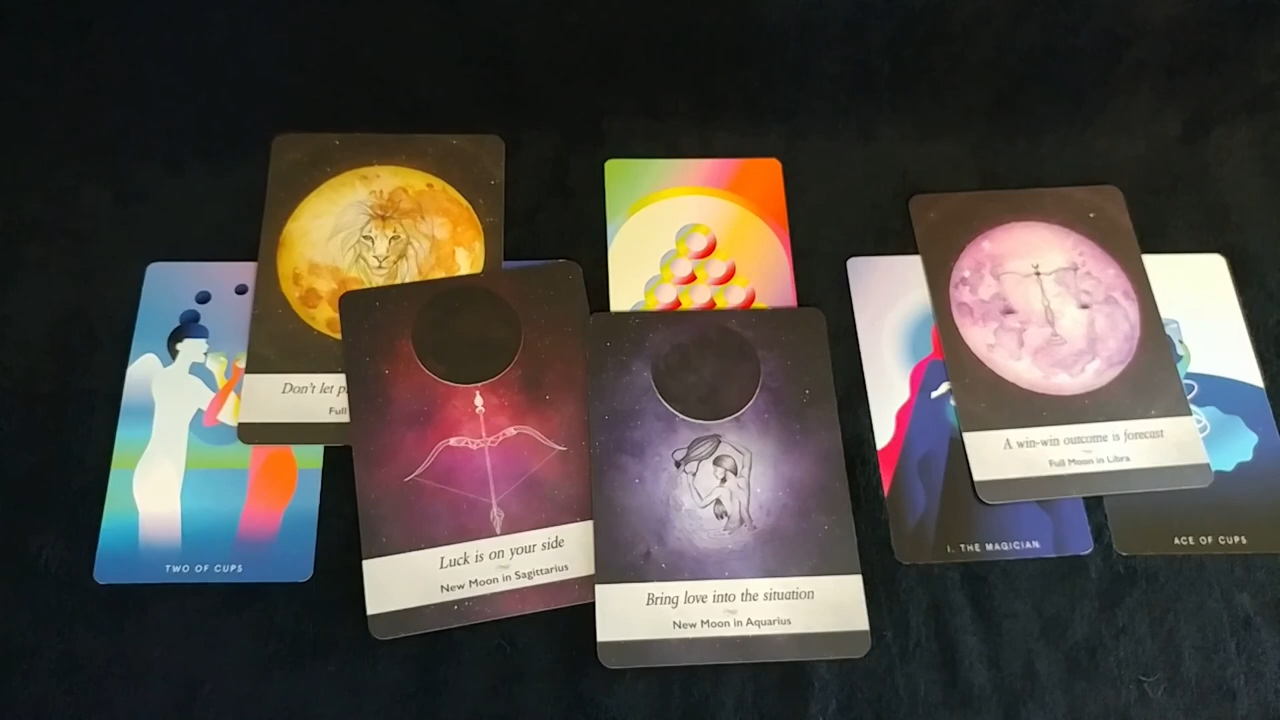 Don't let
Full
Luck is on your side
New Moon in Sagittarius
Bring love into the situation
New Moon in Aquarius
A win-win outcome is forecast
Full Moon in Libra
TWO OF CUPS
I. THE MAGICIAN
ACE OF CUPS